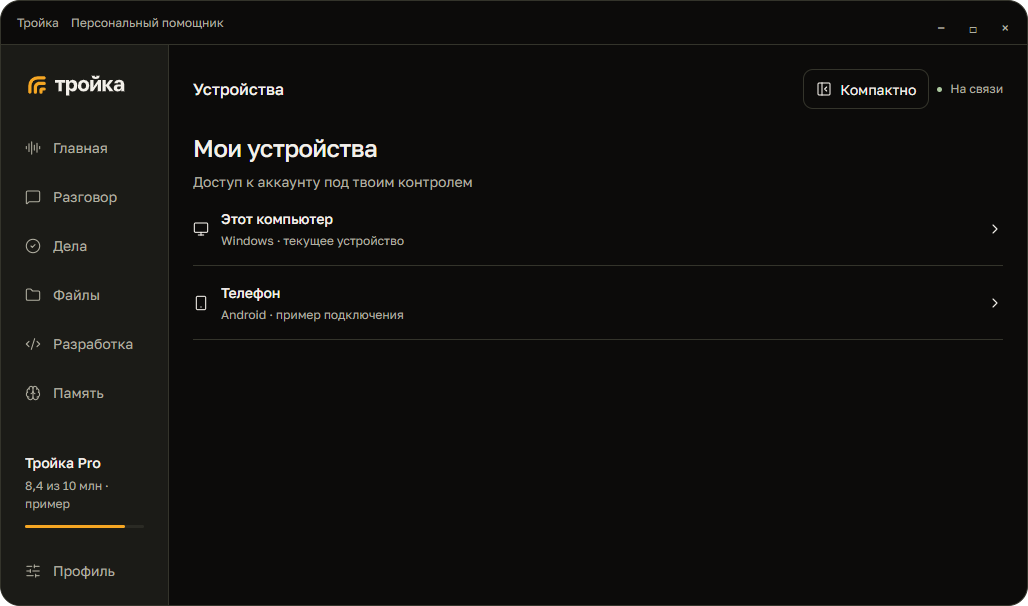 Тройка Персональный помощник
тройка
Главная
Разговор
Дела
Файлы
Разработка
Память
Тройка Pro
8,4 из 10 млн ·
пример
Профиль
Устройства
Компактно
На связи
Мои устройства
Доступ к аккаунту под твоим контролем
Этот компьютер
Windows · текущее устройство
Телефон
Android · пример подключения